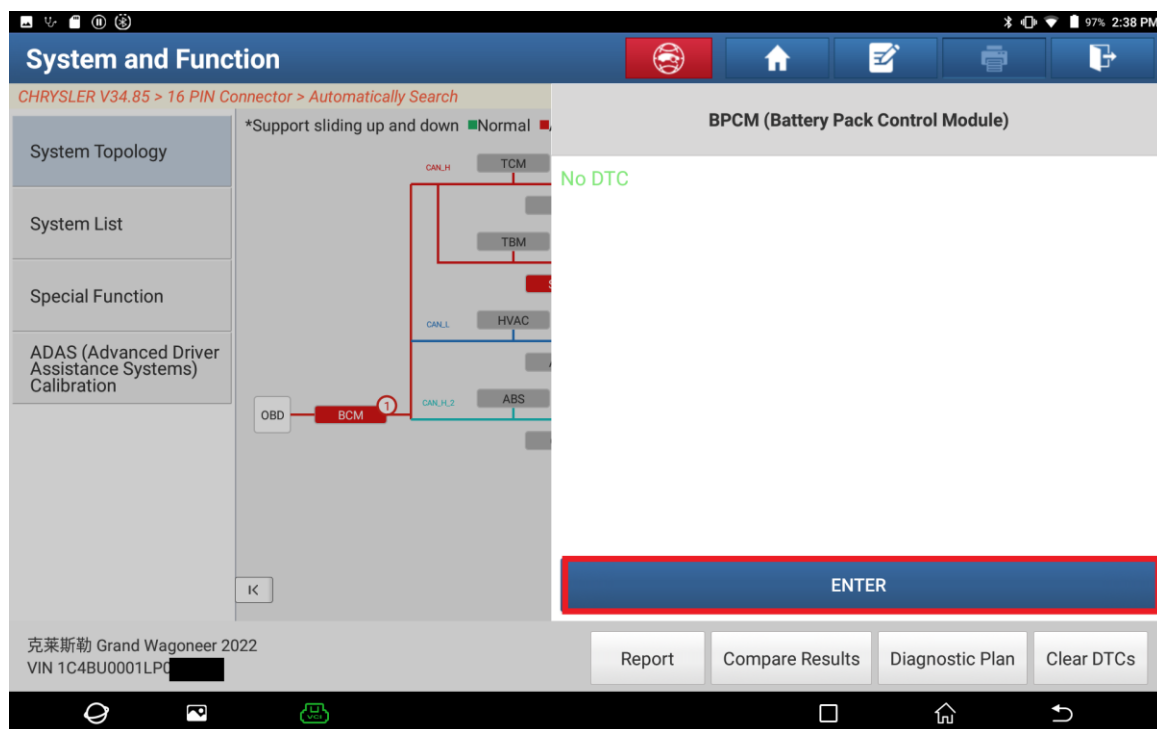 97% 2:38 PM
System and Function
CHRYSLER V34.85 > 16 PIN Connector > Automatically Search
System Topology
System List
Special Function
ADAS (Advanced Driver
Assistance Systems)
Calibration
*Support sliding up and down Normal
CAN_H
TCM
TBM
CAN_L
HVAC
CAN_H_2
ABS
OBD
BCM
1
BPCM (Battery Pack Control Module)
No DTC
ENTER
克莱斯勒 Grand Wagoneer 2022
VIN 1C4BU0001LP0
Report
Compare Results
Diagnostic Plan
Clear DTCs
VCI